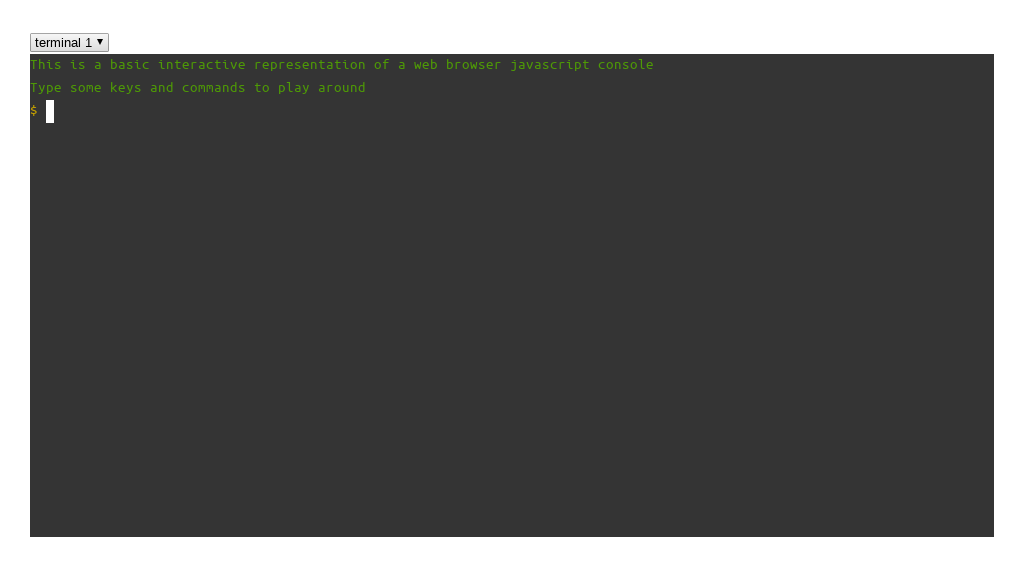 terminal 1 ▼
This is a basic interactive representation of a web browser javascript console
Type some keys and commands to play around
$